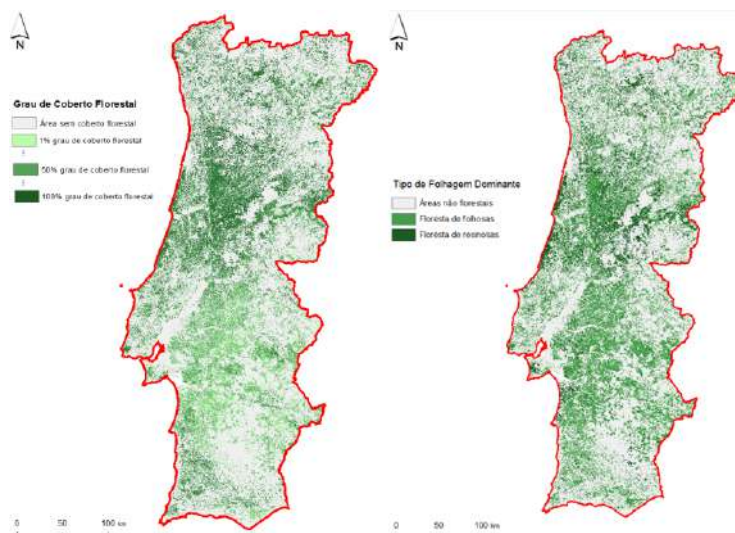 N
Grau de Coberto Florestal
Área sem coberto florestal
1% grau de coberto florestal
50% grau de coberto florestal
100% grau de coberto florestal
0 50 100 km
N
Tipo de Folhagem Dominante
Áreas não florestais
Floresta de folhosas
Floresta de resinosas
0 50 100 km